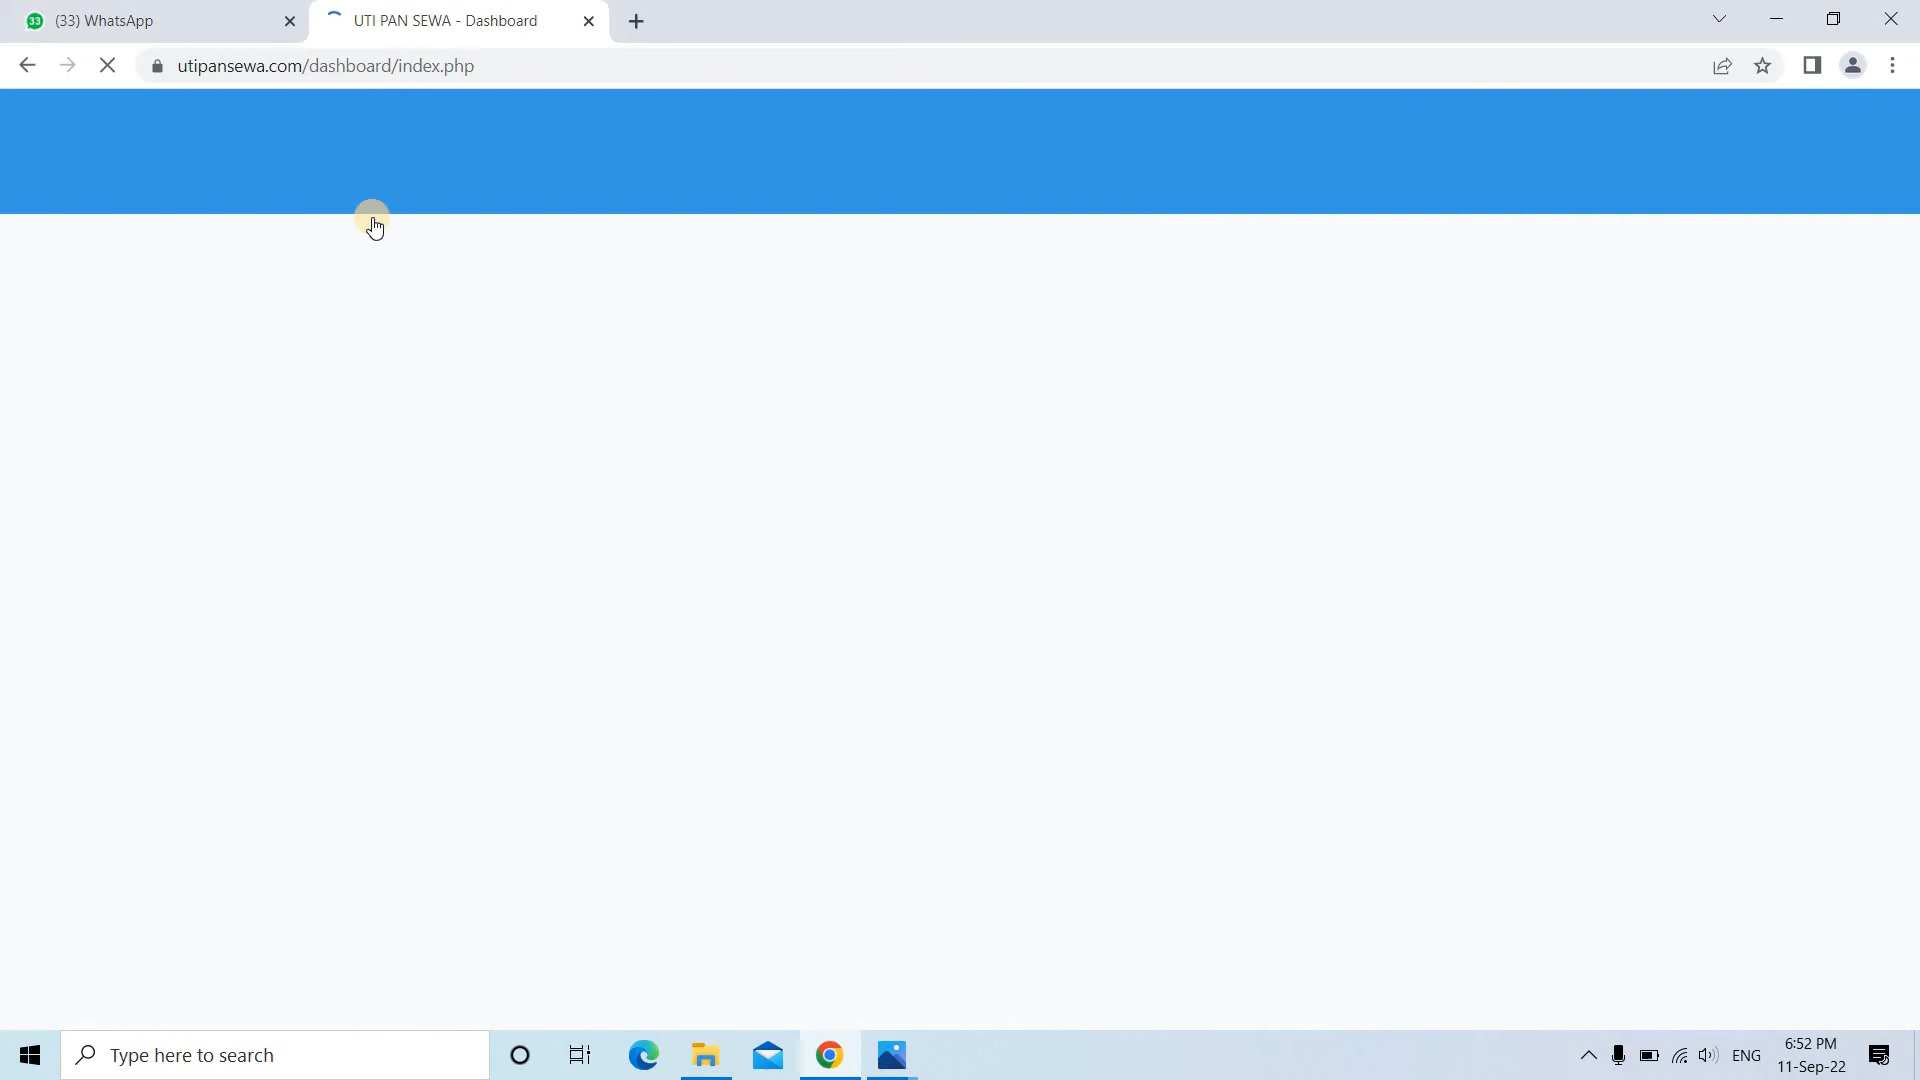 33
(33) WhatsApp
UTI PAN SEWA - Dashboard
utipansewa.com/dashboard/index.php
Type here to search
ENG
6:52 PM
11-Sep-22